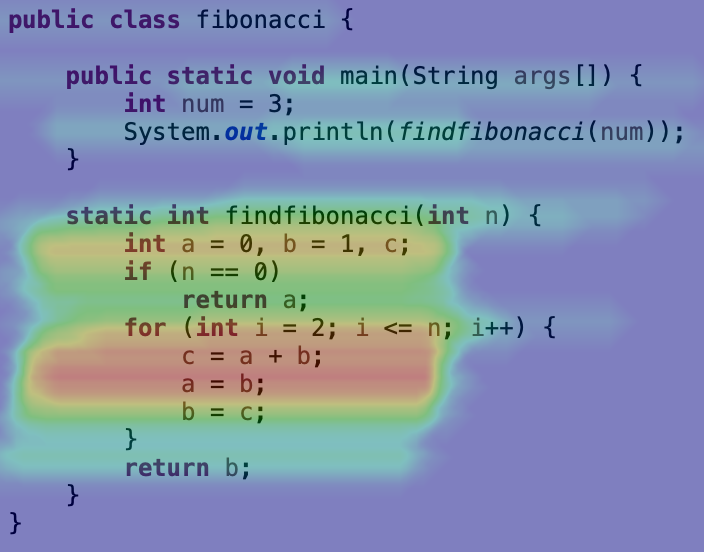 public class fibonacci {
public static void main(String args[]) {
int num = 3;
System.out.println(findfibonacci(num));
}
static int findfibonacci(int n) {
int a = 0, b = 1, c;
if (n == 0)
return a;
for (int i = 2; i <= n; i++) {
c = a + b;
a = b;
b = c;
}
return b;
}
}